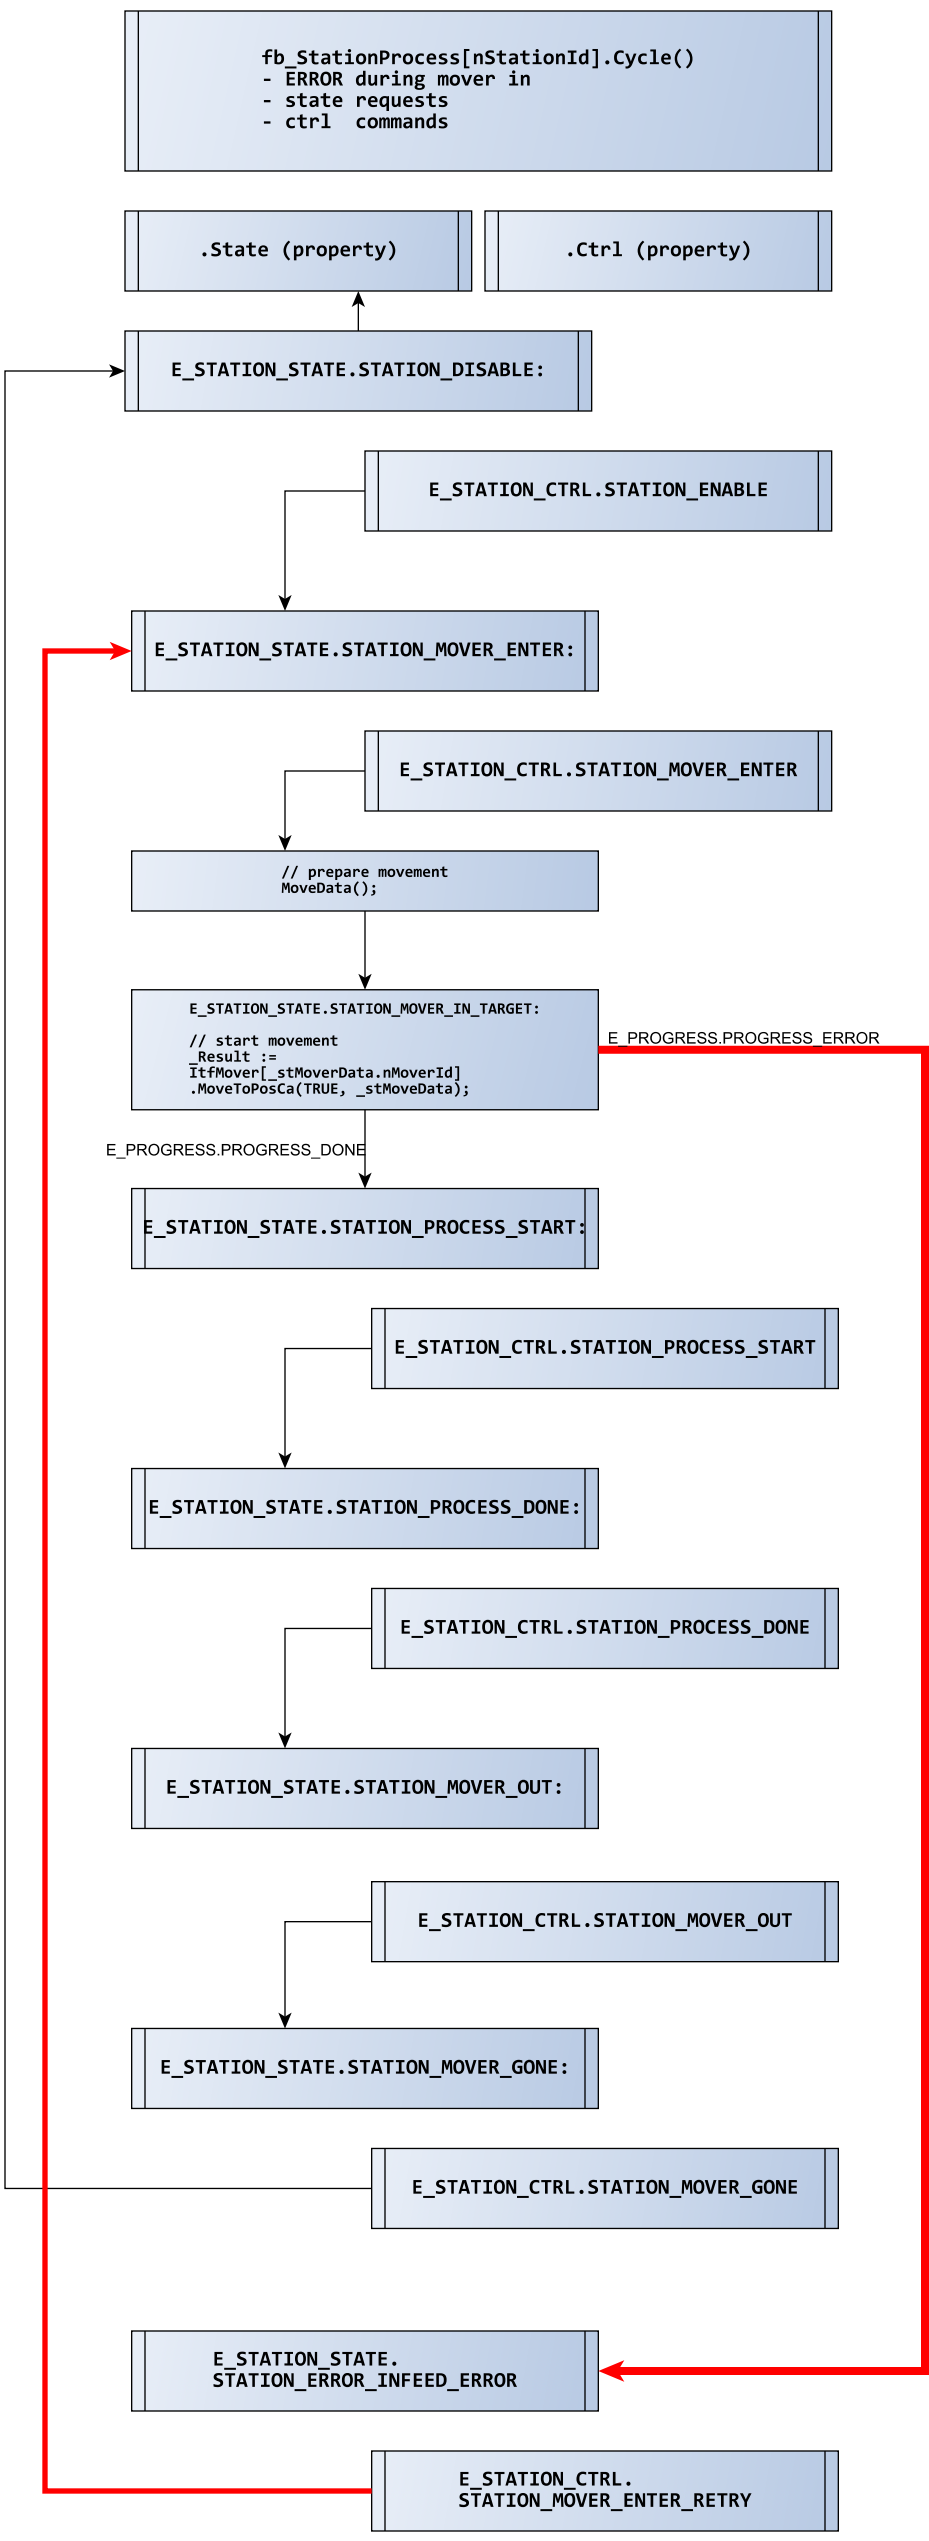 fb_StationProcess[nStationId].Cycle()
- ERROR during mover in
- state requests
- ctrl  commands
.State (property)
.Ctrl (property)
E_STATION_STATE.STATION_DISABLE:
E_STATION_CTRL.STATION_ENABLE
E_STATION_STATE.STATION_MOVER_ENTER:
E_STATION_CTRL.STATION_MOVER_ENTER
// prepare movement
MoveData();
E_STATION_STATE.STATION_MOVER_IN_TARGET:
// start movement
_Result :=
ItfMover[_stMoverData.nMoverId]
.MoveToPosCa(TRUE, _stMoveData);
E_PROGRESS.PROGRESS_ERROR
E_PROGRESS.PROGRESS_DONE
E_STATION_STATE.STATION_PROCESS_START:
E_STATION_CTRL.STATION_PROCESS_START
E_STATION_STATE.STATION_PROCESS_DONE:
E_STATION_CTRL.STATION_PROCESS_DONE
E_STATION_STATE.STATION_MOVER_OUT:
E_STATION_CTRL.STATION_MOVER_OUT
E_STATION_STATE.STATION_MOVER_GONE:
E_STATION_CTRL.STATION_MOVER_GONE
E_STATION_STATE.
STATION_ERROR_INFEED_ERROR
E_STATION_CTRL.
STATION_MOVER_ENTER_RETRY